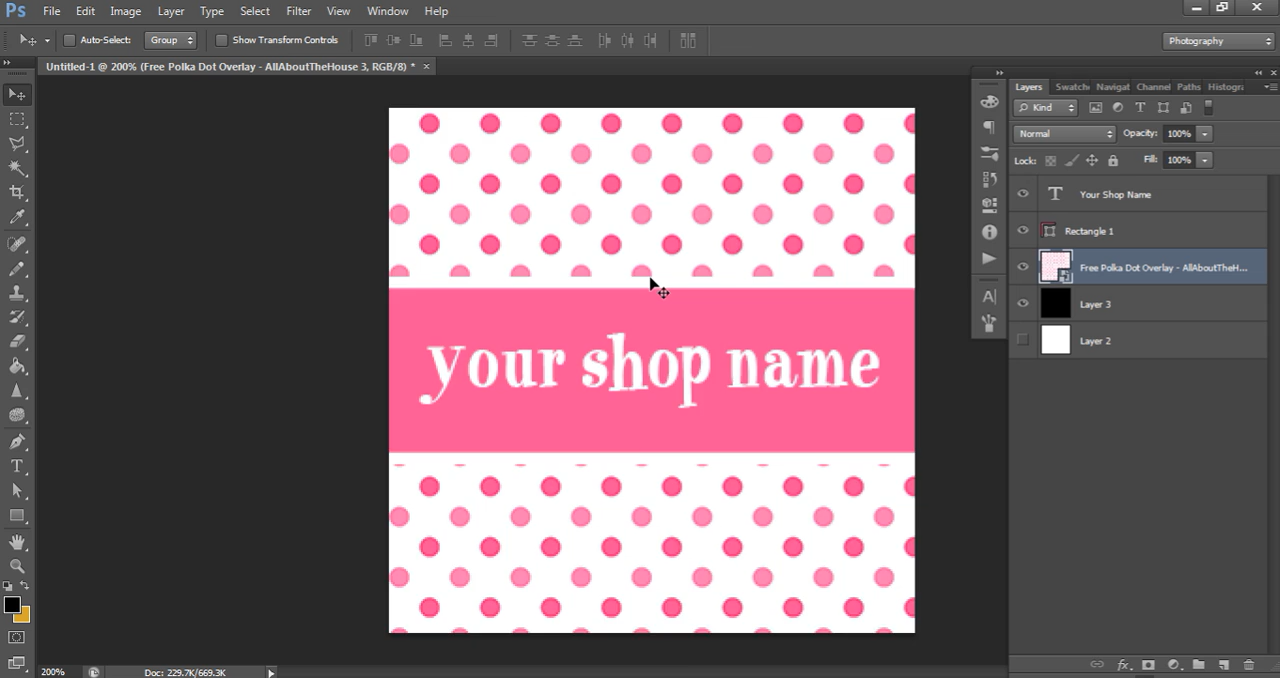 Ps File Edit Image Layer Type Select Filter View Window Help
Auto-Select: Group Show Transform Controls Photography
Untitled-1 @ 200% (Free Polka Dot Overlay - AllAboutTheHouse 3, RGB/8) * ×
Layers Swatch Navigat Channel Paths Histogra
Kind
Normal Opacity: 100%
Lock: Fill: 100%
T Your Shop Name
Rectangle 1
Free Polka Dot Overlay - AllAboutTheH...
Layer 3
Layer 2
your shop name
200% Doc: 229.7K/669.3K